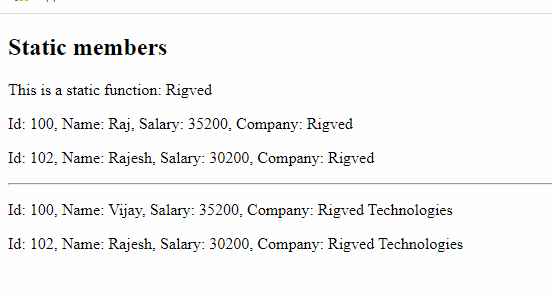 Static members
This is a static function: Rigved
Id: 100, Name: Raj, Salary: 35200, Company: Rigved
Id: 102, Name: Rajesh, Salary: 30200, Company: Rigved
Id: 100, Name: Vijay, Salary: 35200, Company: Rigved Technologies
Id: 102, Name: Rajesh, Salary: 30200, Company: Rigved Technologies